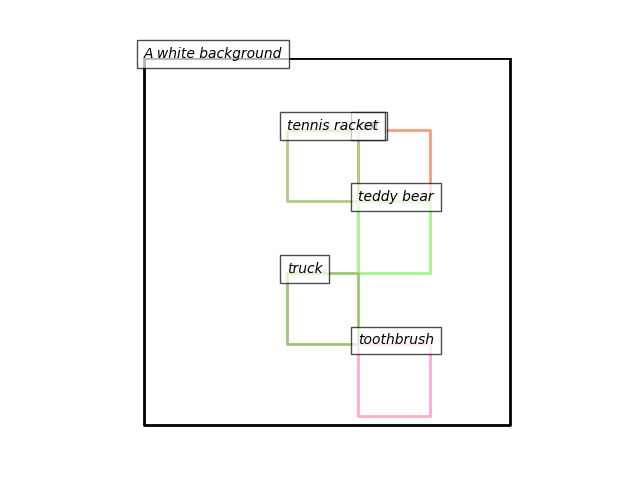 A white background
tennis racket
teddy bear
truck
toothbrush